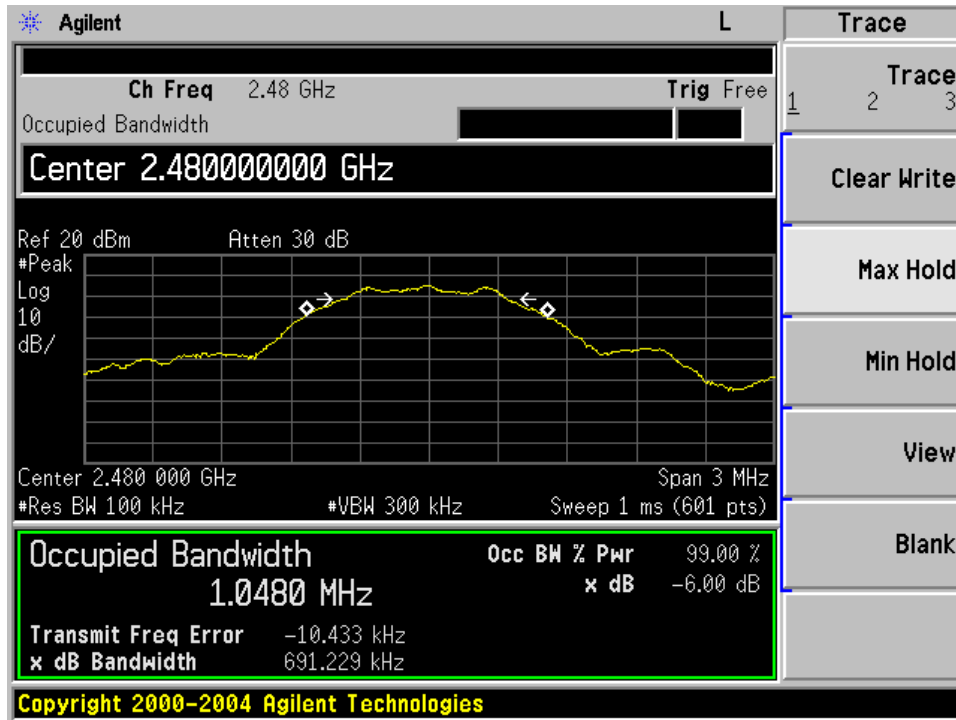 Agilent L Trace
Ch Freq 2.48 GHz Trig Free
Occupied Bandwidth
Center 2.480000000 GHz
Ref 20 dBm Atten 30 dB
#Peak
Log
10
dB/
Center 2.480 000 GHz Span 3 MHz
#Res BW 100 kHz #VBW 300 kHz Sweep 1 ms (601 pts)
Occupied Bandwidth Occ BW % Pwr 99.00 %
1.0480 MHz x dB -6.00 dB
Transmit Freq Error -10.433 kHz
x dB Bandwidth 691.229 kHz
Copyright 2000-2004 Agilent Technologies
Trace
1 2 3
Clear Write
Max Hold
Min Hold
View
Blank